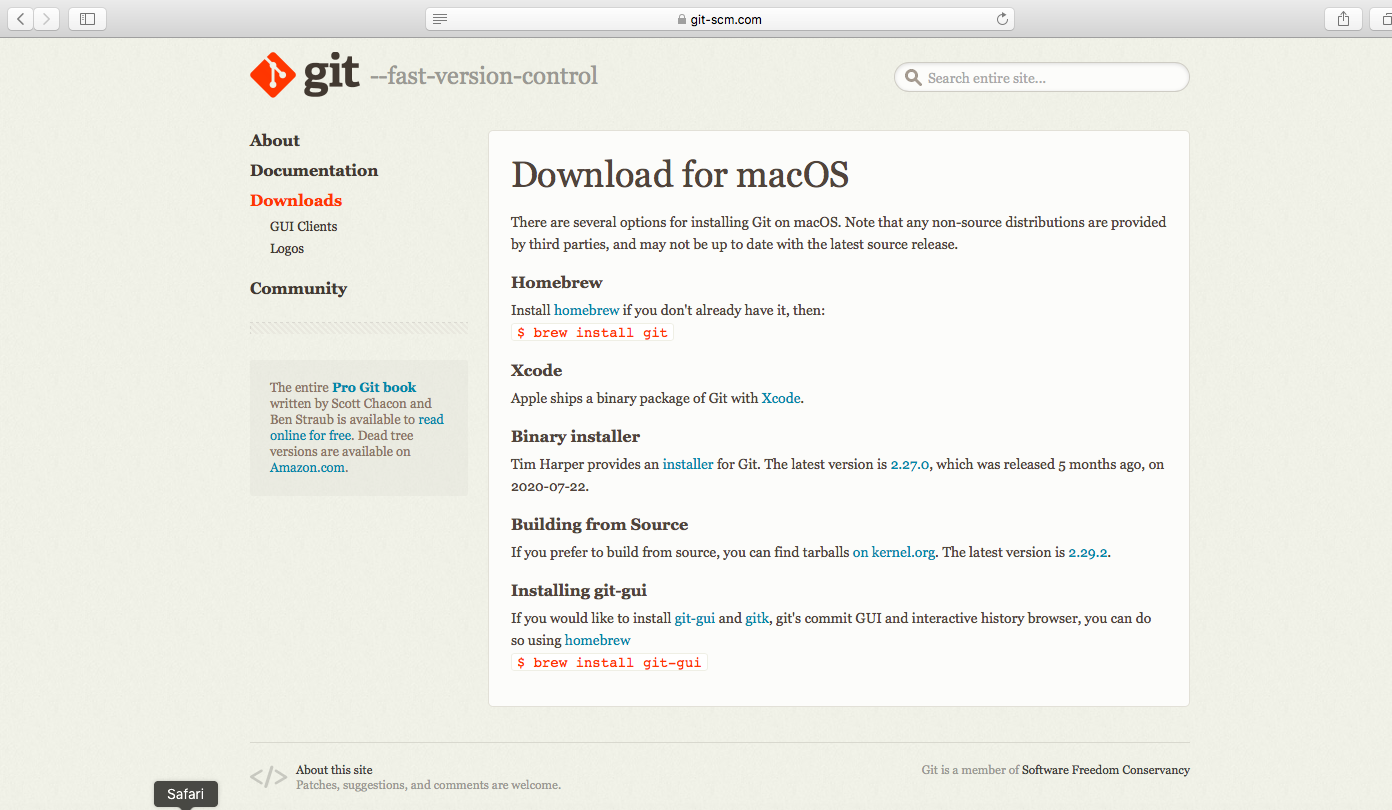 git-scm.com
git --fast-version-control
Search entire site...
About
Documentation
Downloads
GUI Clients
Logos
Community
The entire Pro Git book
written by Scott Chacon and
Ben Straub is available to read
online for free. Dead tree
versions are available on
Amazon.com.
Download for macOS
There are several options for installing Git on macOS. Note that any non-source distributions are provided
by third parties, and may not be up to date with the latest source release.
Homebrew
Install homebrew if you don't already have it, then:
$ brew install git
Xcode
Apple ships a binary package of Git with Xcode.
Binary installer
Tim Harper provides an installer for Git. The latest version is 2.27.0, which was released 5 months ago, on
2020-07-22.
Building from Source
If you prefer to build from source, you can find tarballs on kernel.org. The latest version is 2.29.2.
Installing git-gui
If you would like to install git-gui and gitk, git's commit GUI and interactive history browser, you can do
so using homebrew
$ brew install git-gui
</> About this site
Patches, suggestions, and comments are welcome.
Git is a member of Software Freedom Conservancy
Safari